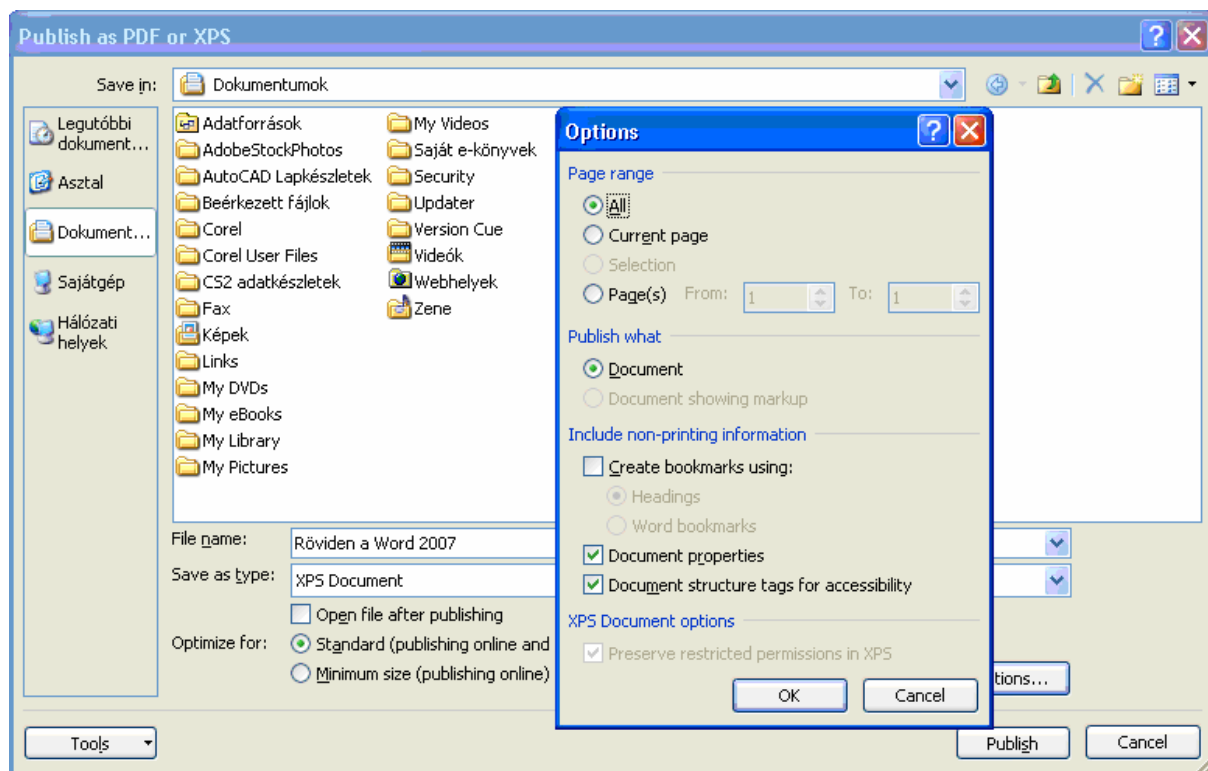 Publish as PDF or XPS
Save in:
Dokumentumok
Legutóbbi
dokument...
Asztal
Dokument...
Sajátgép
Hálózati
helyek
Adatforrások
AdobeStockPhotos
AutoCAD Lapkészletek
Beérkezett fájlok
Corel
Corel User Files
CS2 adatkészletek
Fax
Képek
Links
My DVDs
My eBooks
My Library
My Pictures
My Videos
Saját e-könyvek
Security
Updater
Version Cue
Videók
Webhelyek
Zene
File name:
Röviden a Word 2007
Save as type:
XPS Document
Open file after publishing
Optimize for:
Standard (publishing online and
Minimum size (publishing online)
tions...
Tools
Publish
Cancel
Options
Page range
All
Current page
Selection
Page(s) From: 1 To: 1
Publish what
Document
Document showing markup
Include non-printing information
Create bookmarks using:
Headings
Word bookmarks
Document properties
Document structure tags for accessibility
XPS Document options
Preserve restricted permissions in XPS
OK
Cancel